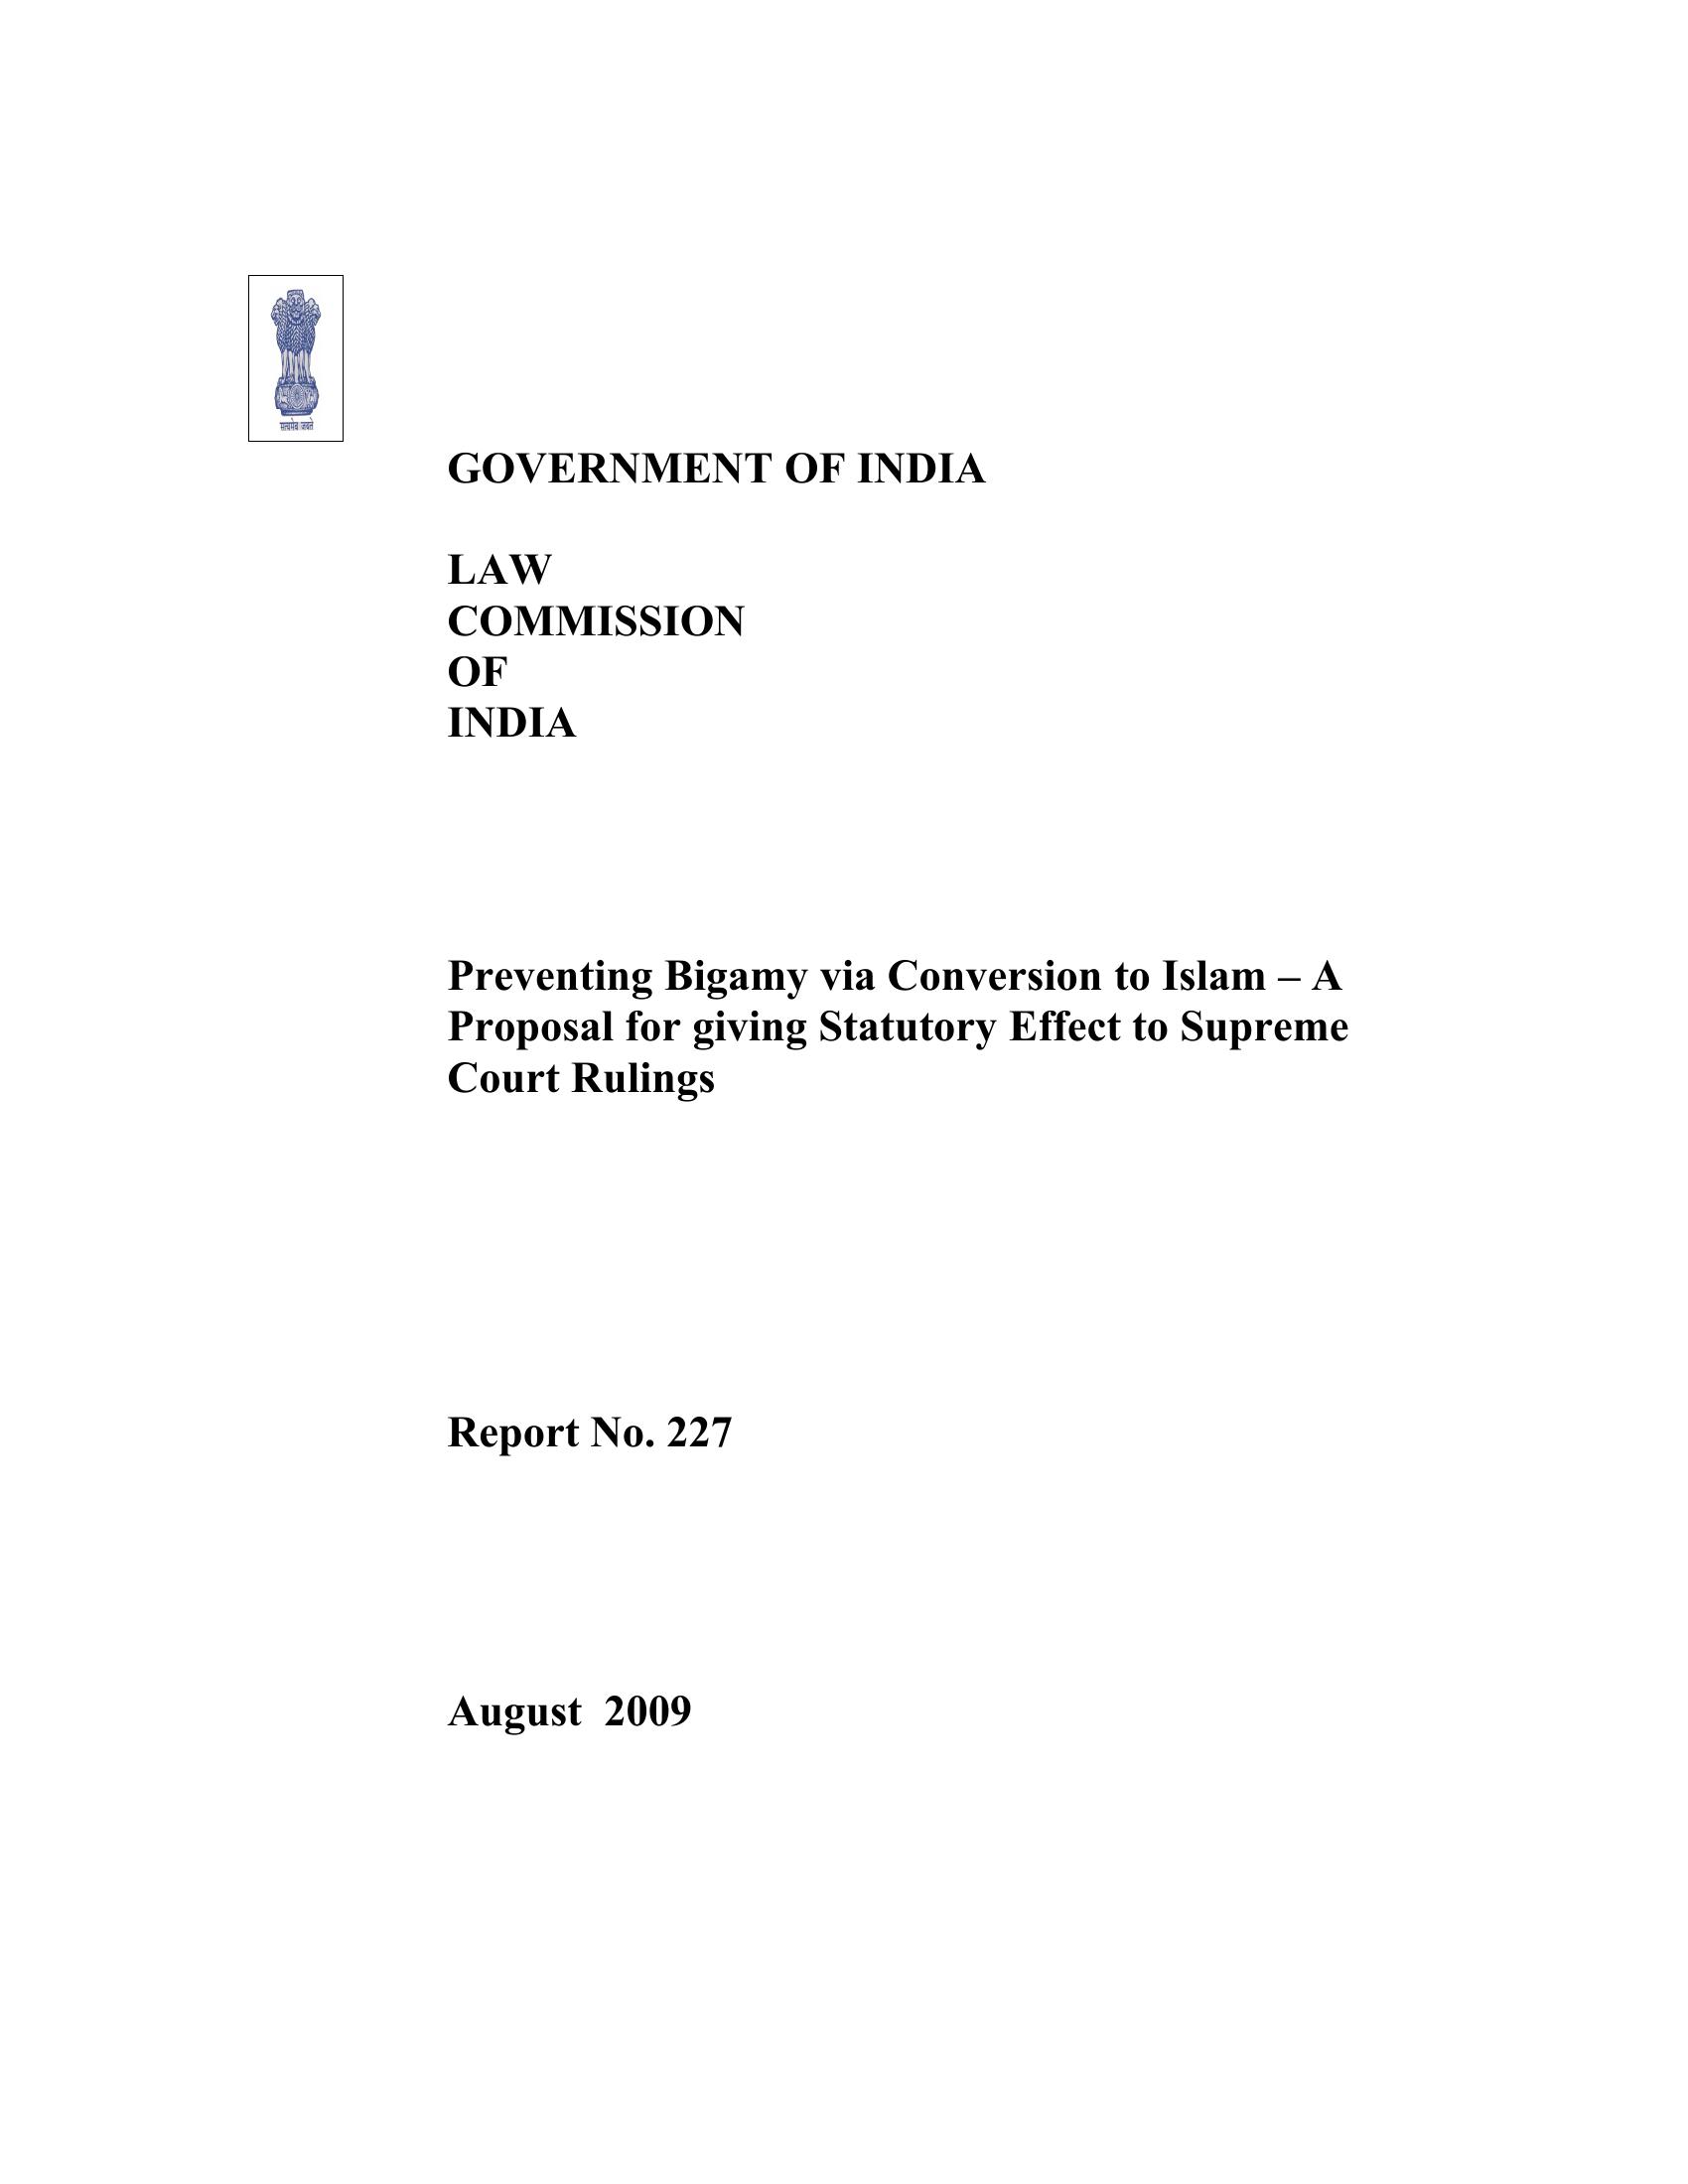 सत्यमेव जयते
GOVERNMENT OF INDIA
LAW
COMMISSION
OF
INDIA
Preventing Bigamy via Conversion to Islam – A
Proposal for giving Statutory Effect to Supreme
Court Rulings
Report No. 227
August 2009